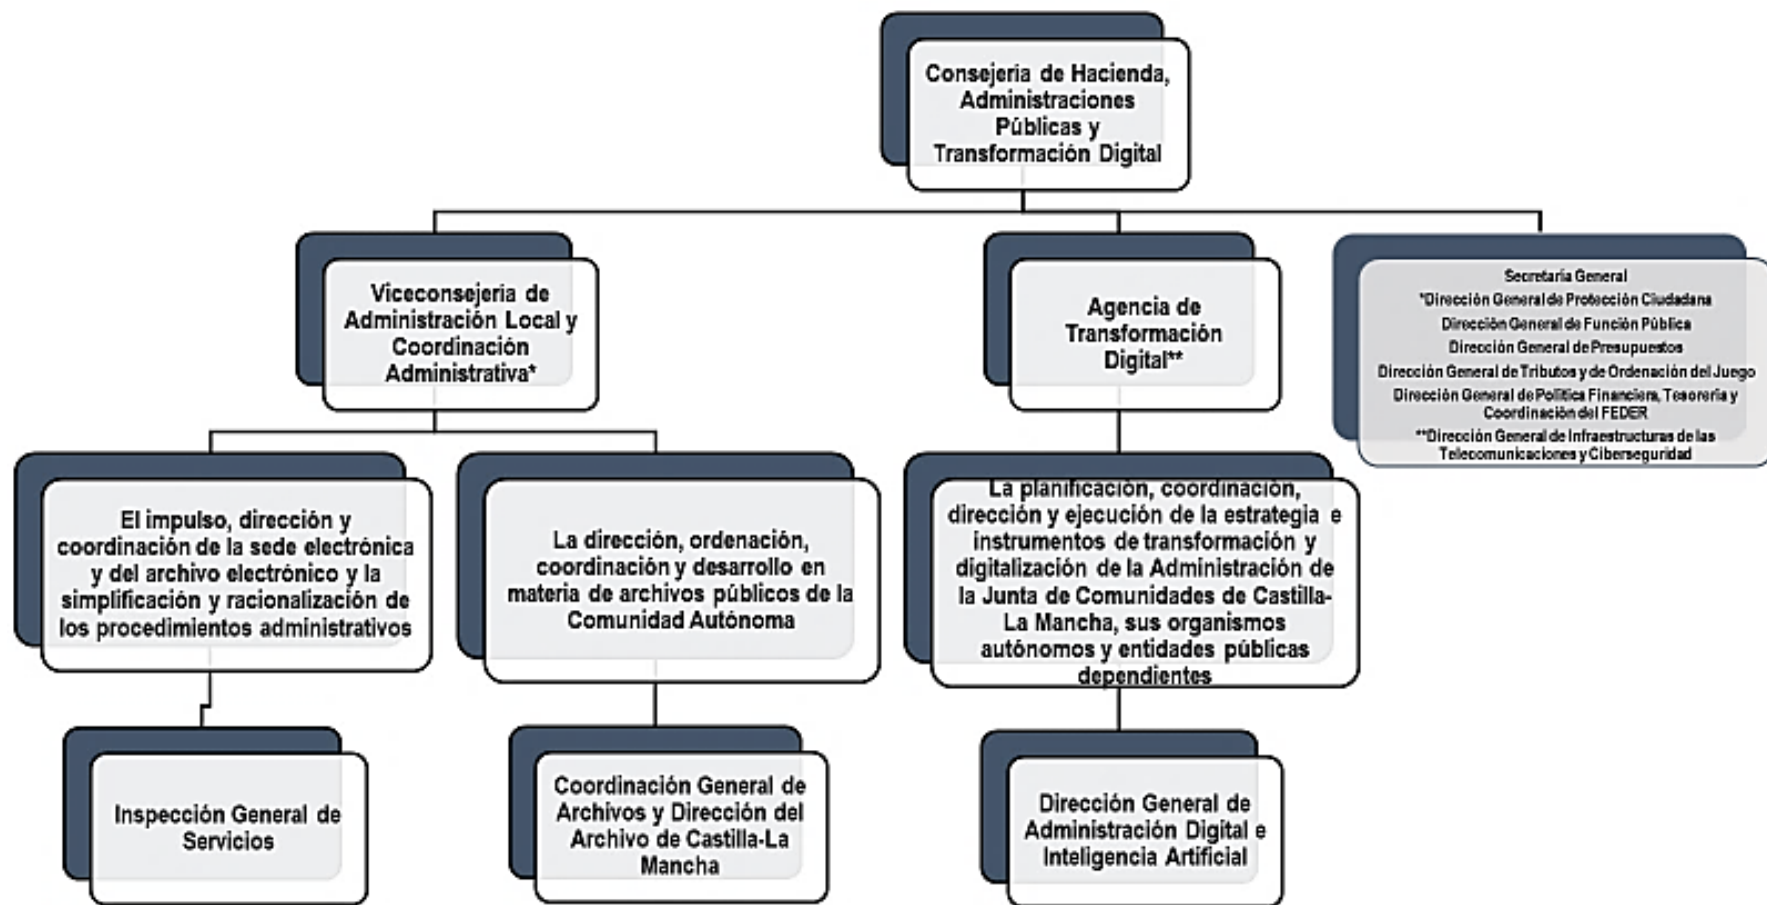 Consejería de Hacienda,
Administraciones
Públicas y
Transformación Digital
Viceconsejería de
Administración Local y
Coordinación
Administrativa*
Agencia de
Transformación
Digital**
Secretaría General
*Dirección General de Protección Ciudadana
Dirección General de Función Pública
Dirección General de Presupuestos
Dirección General de Tributos y de Ordenación del Juego
Dirección General de Política Financiera, Tesorería y
Coordinación del FEDER
**Dirección General de Infraestructuras de las
Telecomunicaciones y Ciberseguridad
El impulso, dirección y
coordinación de la sede electrónica
y del archivo electrónico y la
simplificación y racionalización de
los procedimientos administrativos
La dirección, ordenación,
coordinación y desarrollo en
materia de archivos públicos de la
Comunidad Autónoma
La planificación, coordinación,
dirección y ejecución de la estrategia e
instrumentos de transformación y
digitalización de la Administración de
la Junta de Comunidades de Castilla-
La Mancha, sus organismos
autónomos y entidades públicas
dependientes
Inspección General de
Servicios
Coordinación General de
Archivos y Dirección del
Archivo de Castilla-La
Mancha
Dirección General de
Administración Digital e
Inteligencia Artificial